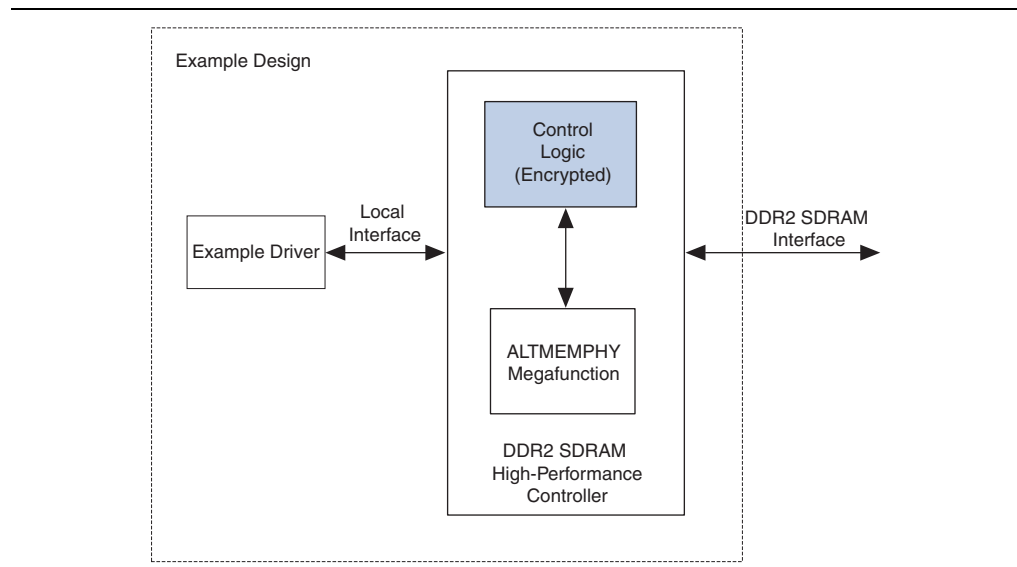 Example Design
Control
Logic
(Encrypted)
Local
Interface
DDR2 SDRAM
Interface
Example Driver
ALTMEMPHY
Megafunction
DDR2 SDRAM
High-Performance
Controller